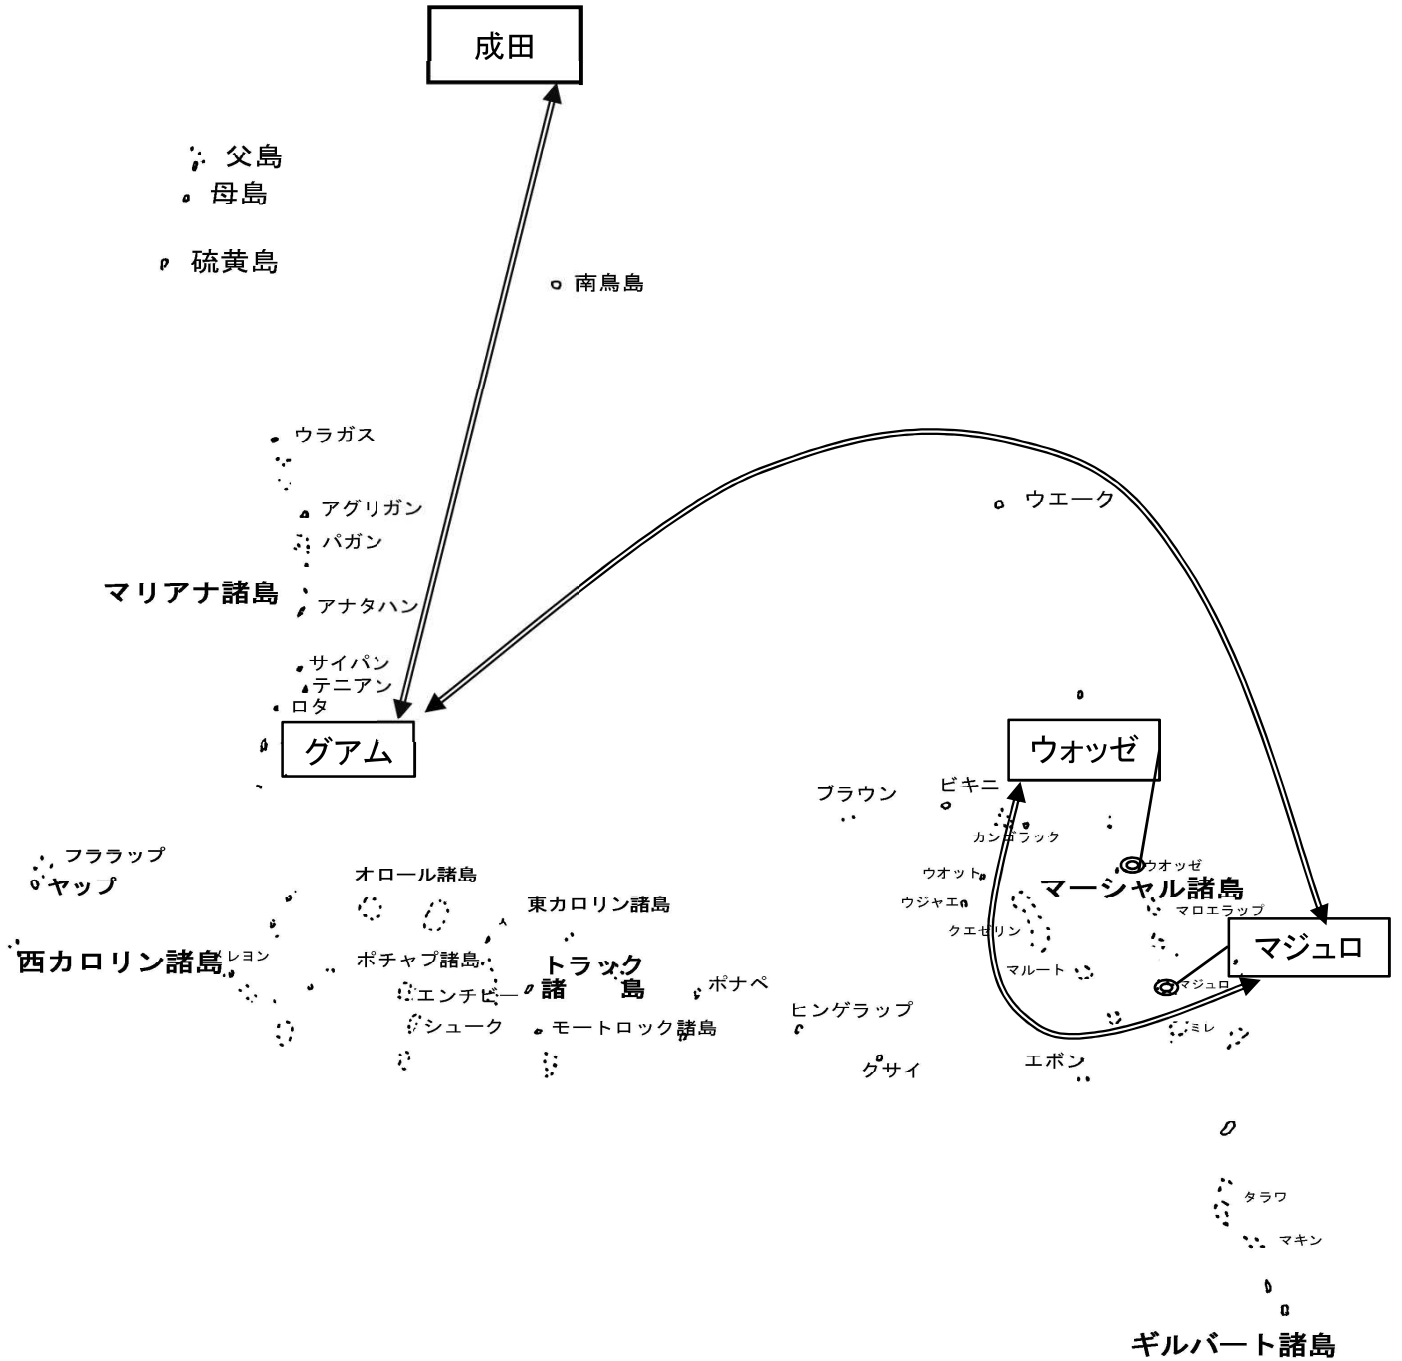 成田
父島
母島
硫黄島
南鳥島
ウラガス
アグリガン
ウエーク
パガン
マリアナ諸島
アナタハン
サイパン
テニアン
ロタ
グアム
ウォッゼ
ビキニ
ブラウン
カンゴラック
フララップ
ヤップ
オロール諸島
ウオット
ウオッゼ
マーシャル諸島
東カロリン諸島
ウジャエ
マロエラップ
クエゼリン
マジュロ
西カロリン諸島
メレヨン
ポチャプ諸島
トラック
諸 島
マルート
マジュロ
ポナペ
エンチビー
シューク
モートロック諸島
ヒンゲラップ
ミレ
クサイ
エボン
タラワ
マキン
ギルバート諸島